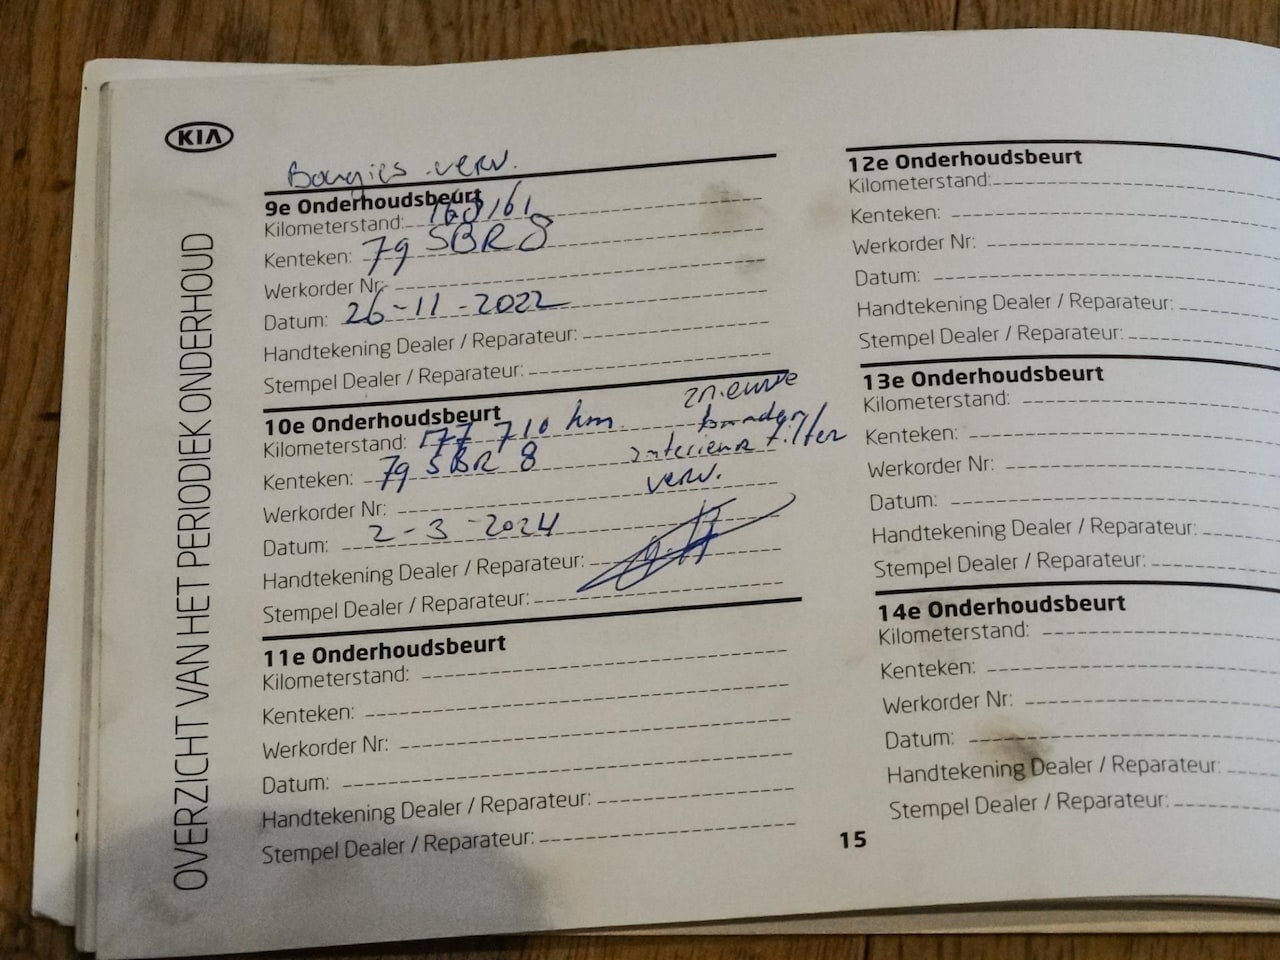 KIA
OVERZICHT VAN HET PERIODIEK ONDERHOUD
Bougies verv.
9e Onderhoudsbeurt
Kilometerstand: 168161
Kenteken: 79 SBR 8
Werkorder Nr:
Datum: 26-11-2022
Handtekening Dealer / Reparateur:
Stempel Dealer / Reparateur:
10e Onderhoudsbeurt
2 nieuwe
Kilometerstand: 177 710 km
banden
Kenteken: 79 SBR 8
interieur filter
verv.
Werkorder Nr:
Datum: 2-3-2024
Handtekening Dealer / Reparateur:
Stempel Dealer / Reparateur:
11e Onderhoudsbeurt
Kilometerstand:
Kenteken:
Werkorder Nr:
Datum:
Handtekening Dealer / Reparateur:
Stempel Dealer / Reparateur:
12e Onderhoudsbeurt
Kilometerstand:
Kenteken:
Werkorder Nr:
Datum:
Handtekening Dealer / Reparateur:
Stempel Dealer / Reparateur:
13e Onderhoudsbeurt
Kilometerstand:
Kenteken:
Werkorder Nr:
Datum:
Handtekening Dealer / Reparateur:
Stempel Dealer / Reparateur:
14e Onderhoudsbeurt
Kilometerstand:
Kenteken:
Werkorder Nr:
Datum:
Handtekening Dealer / Reparateur:
Stempel Dealer / Reparateur:
15